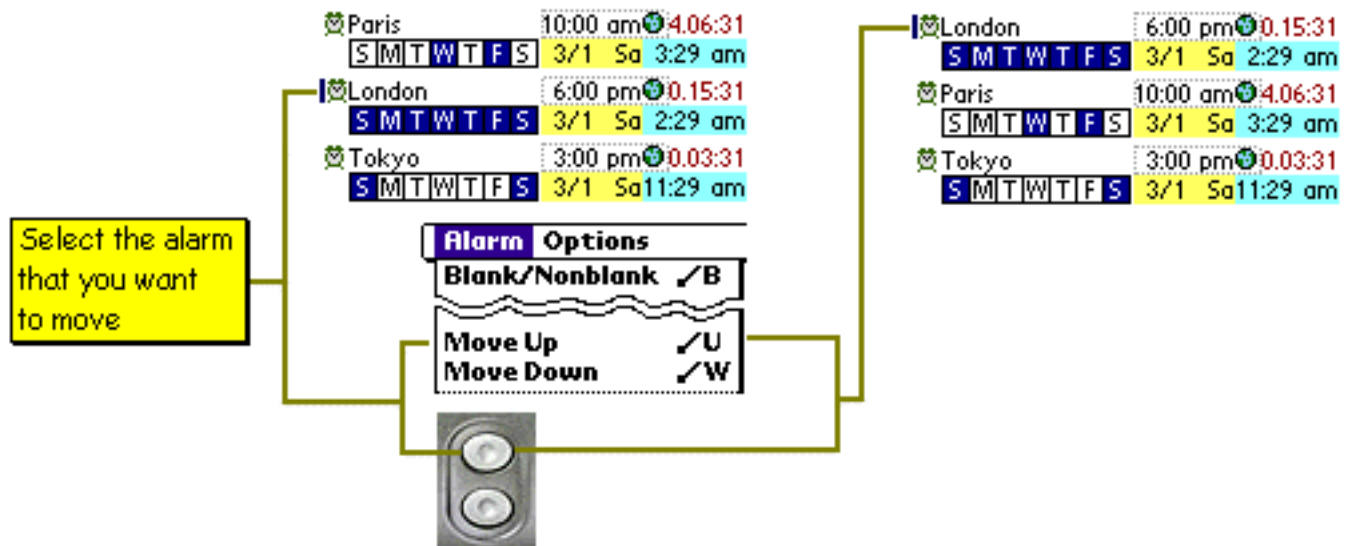 Paris 10:00 am 4.06:31
S M T W T F S 3/1 Sa 3:29 am
London 6:00 pm 0.15:31
S M T W T F S 3/1 Sa 2:29 am
Tokyo 3:00 pm 0.03:31
S M T W T F S 3/1 Sa 11:29 am
Select the alarm
that you want
to move
Alarm Options
Blank/Nonblank /B
Move Up /U
Move Down /W
London 6:00 pm 0.15:31
S M T W T F S 3/1 Sa 2:29 am
Paris 10:00 am 4.06:31
S M T W T F S 3/1 Sa 3:29 am
Tokyo 3:00 pm 0.03:31
S M T W T F S 3/1 Sa 11:29 am